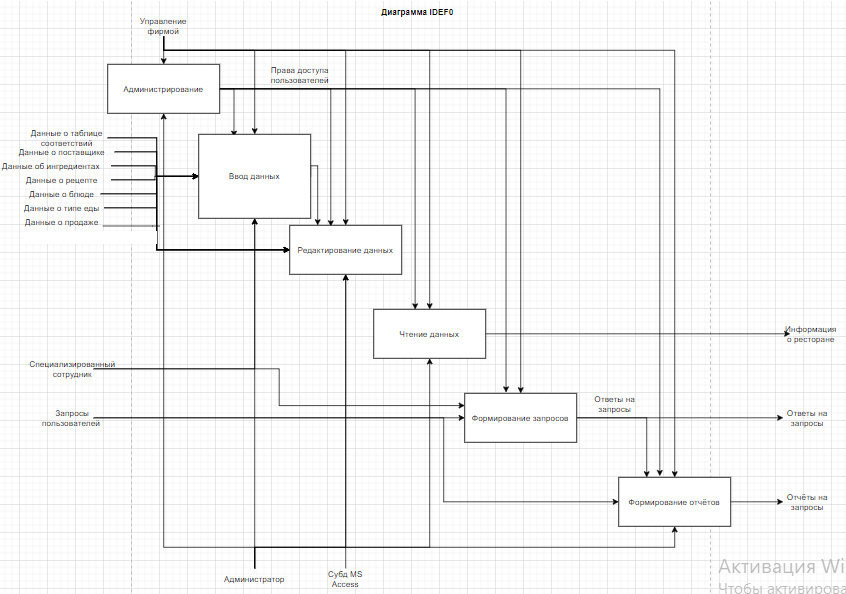 Диаграмма IDEF0
Управление
фирмой
Права доступа
пользователей
Администрирование
Данные о таблице
соответствий
Данные о поставщике
Данные об ингредиентах
Данные о рецепте
Данные о блюде
Данные о типе еды
Данные о продаже
Ввод данных
Редактирование данных
Чтение данных
Информация
о ресторане
Специализированный
сотрудник
Запросы
пользователей
Формирование запросов
Ответы на
запросы
Ответы на
запросы
Формирование отчётов
Отчёты на
запросы
Администратор
Субд MS
Access
Активация Wi
Чтобы активирова